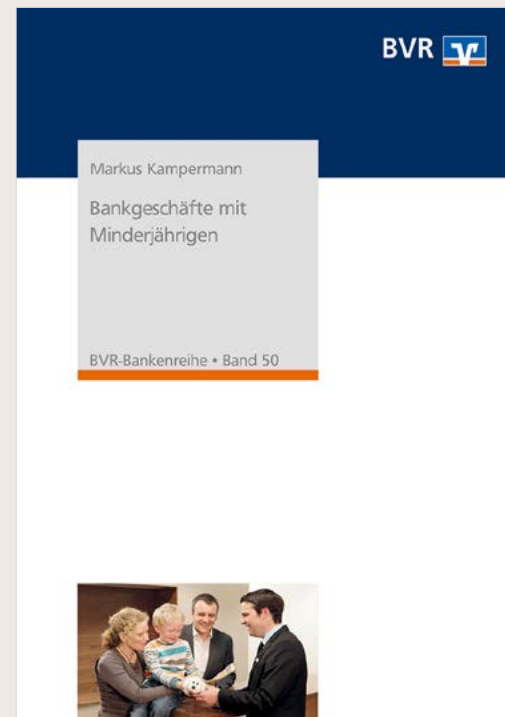 BVR
Markus Kampermann
Bankgeschäfte mit
Minderjährigen
BVR-Bankenreihe • Band 50